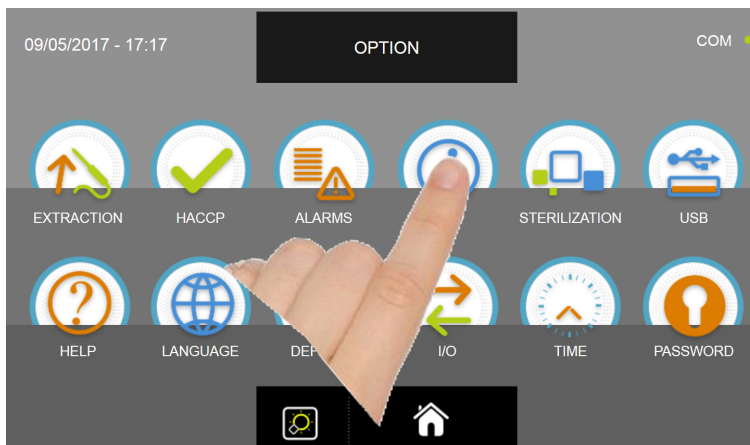 09/05/2017 - 17:17
OPTION
COM
EXTRACTION
HACCP
ALARMS
STERILIZATION
USB
HELP
LANGUAGE
I/O
TIME
PASSWORD